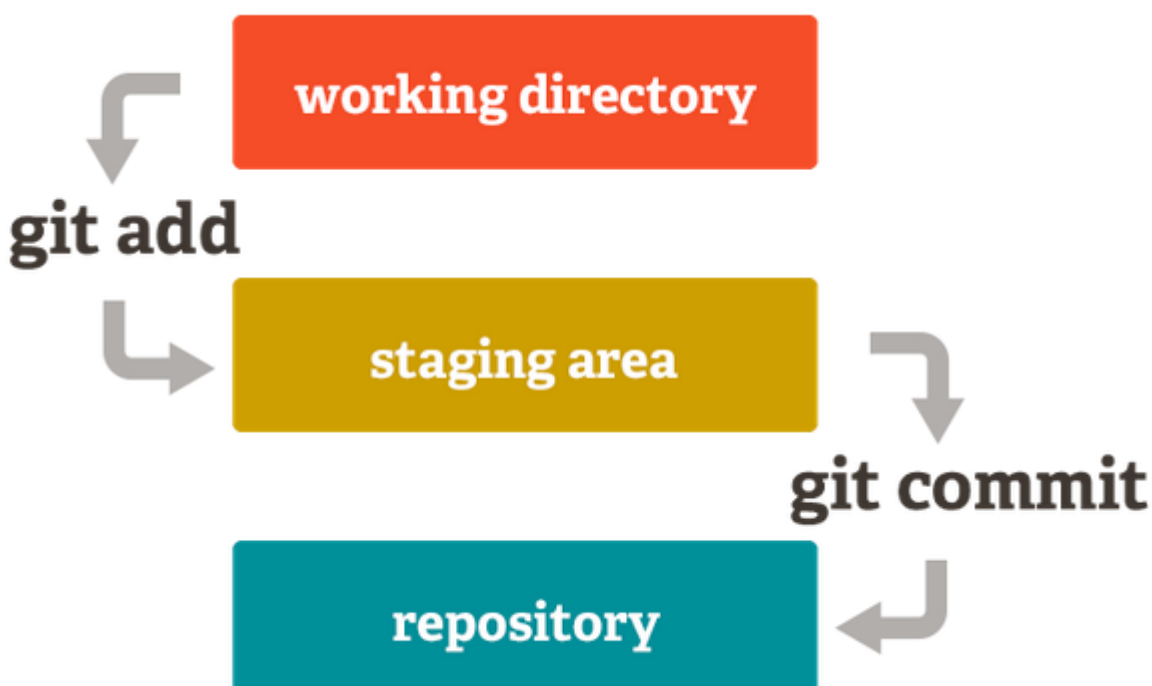 working directory
git add
staging area
git commit
repository